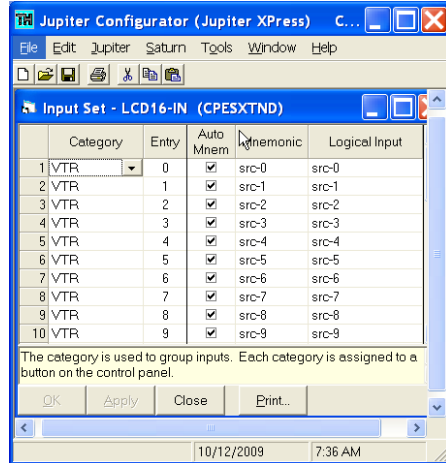 Jupiter Configurator (Jupiter XPress) C...
File Edit Jupiter Saturn Tools Window Help
Input Set - LCD16-IN (CPESXTND)
Category Entry Auto Mnem Mnemonic Logical Input
1 VTR 0 src-0 src-0
2 VTR 1 src-1 src-1
3 VTR 2 src-2 src-2
4 VTR 3 src-3 src-3
5 VTR 4 src-4 src-4
6 VTR 5 src-5 src-5
7 VTR 6 src-6 src-6
8 VTR 7 src-7 src-7
9 VTR 8 src-8 src-8
10 VTR 9 src-9 src-9
The category is used to group inputs. Each category is assigned to a
button on the control panel.
OK Apply Close Print...
10/12/2009 7:36 AM